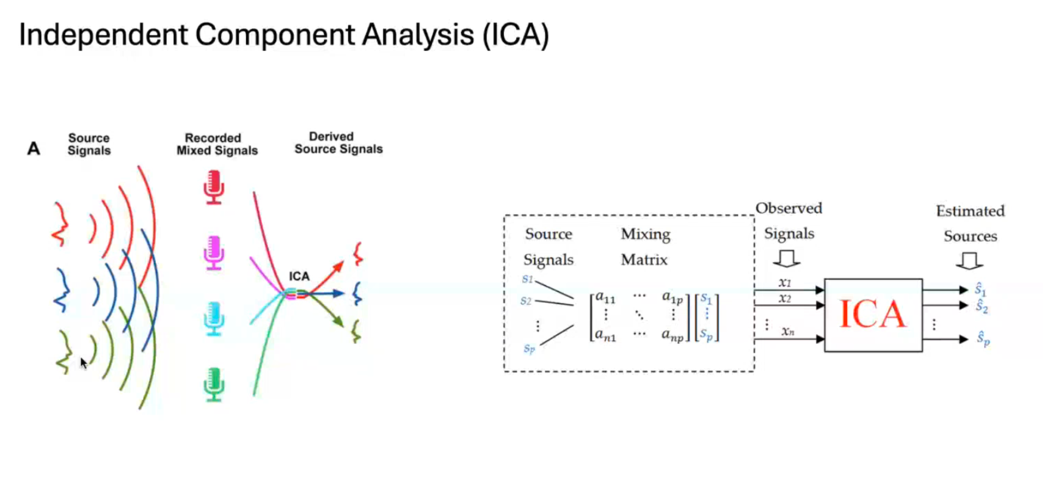 Independent Component Analysis (ICA)
A
Source
Signals
Recorded
Mixed Signals
Derived
Source Signals
ICA
Source
Signals
Mixing
Matrix
Observed
Signals
Estimated
Sources
s₁
s₂
⋮
sₚ
[a₁₁ ⋯ a₁ₚ] [s₁]
⋮ ⋱ ⋮ ⋮
[aₙ₁ ⋯ aₙₚ] [sₚ]
x₁
x₂
⋮
xₙ
ICA
ŝ₁
ŝ₂
⋮
ŝₚ